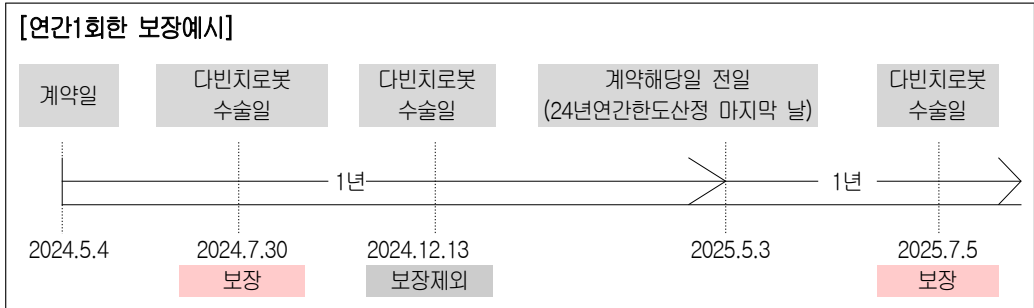 [연간1회한 보장예시]
계약일
다빈치로봇
수술일
다빈치로봇
수술일
계약해당일 전일
(24년연간한도산정 마지막 날)
다빈치로봇
수술일
1년
1년
2024.5.4
2024.7.30
2024.12.13
2025.5.3
2025.7.5
보장
보장제외
보장